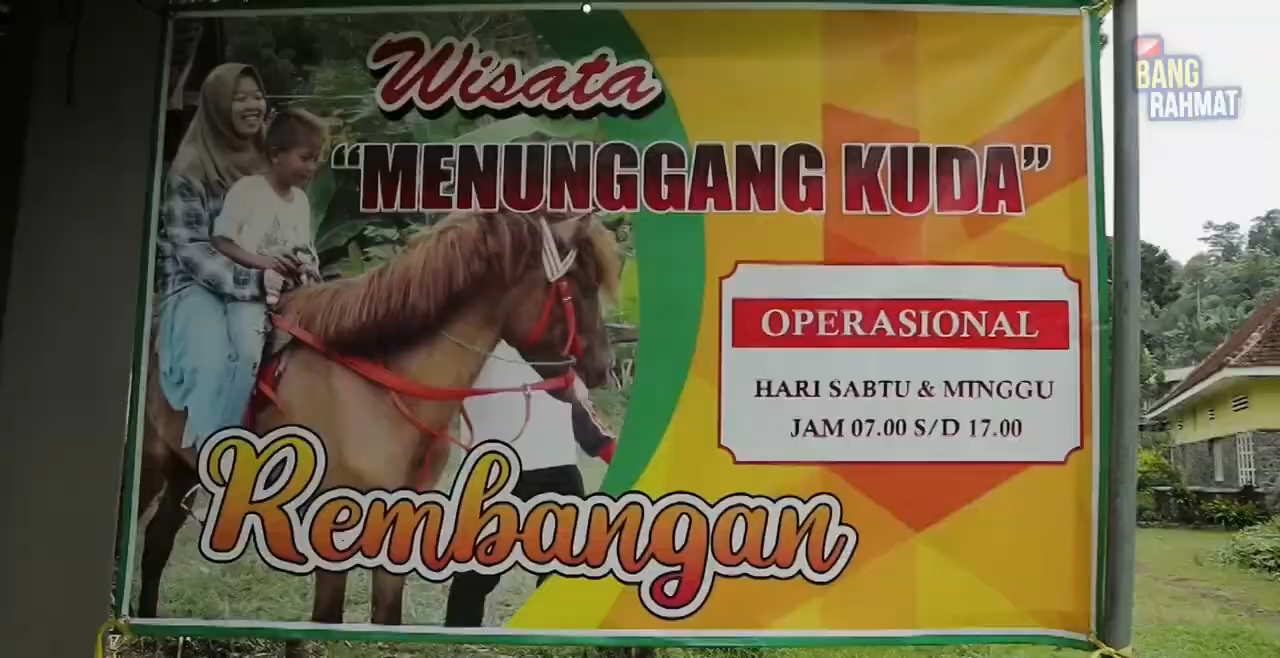 Wisata
“MENUNGGANG KUDA”
OPERASIONAL
HARI SABTU & MINGGU
JAM 07.00 S/D 17.00
Rembangan
BANG
RAHMAT